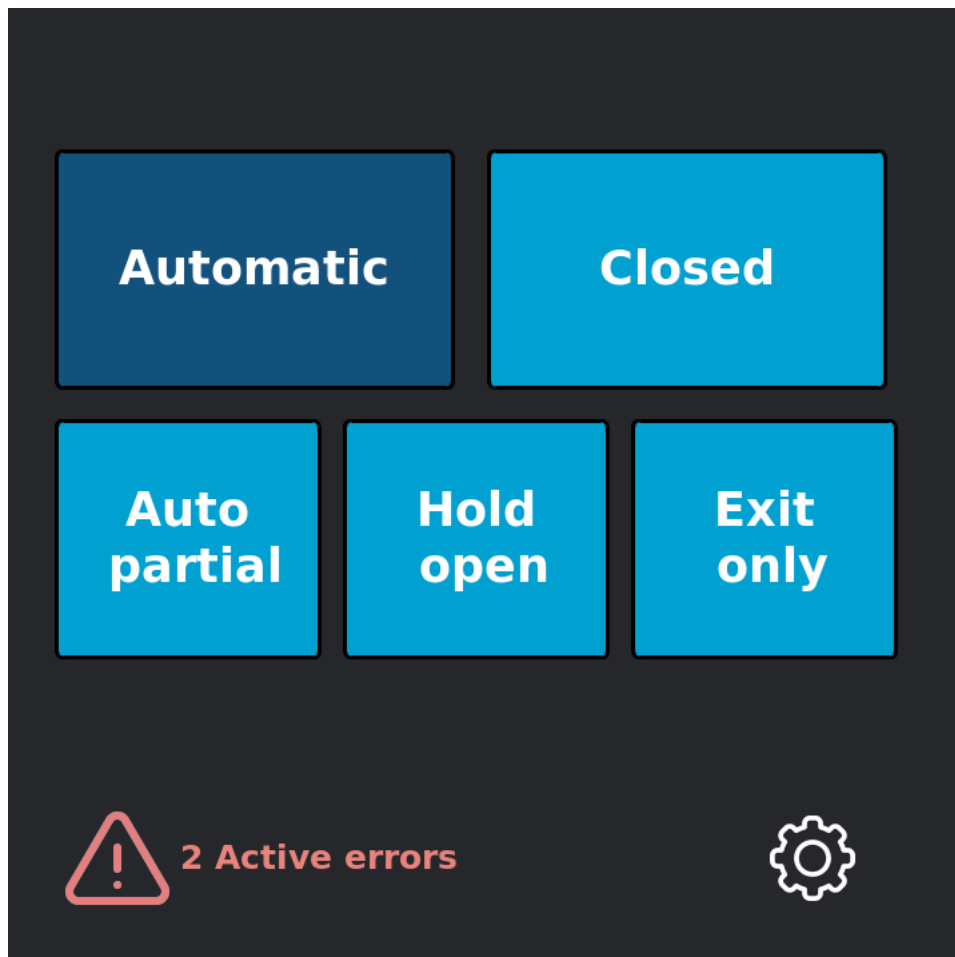 Automatic
Closed
Auto
partial
Hold
open
Exit
only
2 Active errors